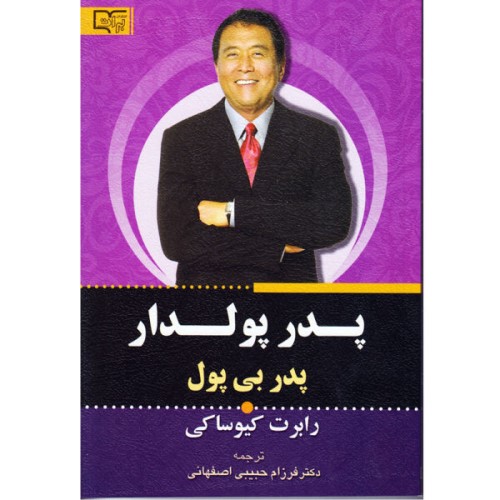 پدر پولدار
پدر بی پول
رابرت کیوساکی
ترجمه
دکتر فرزام حبیبی اصفهانی